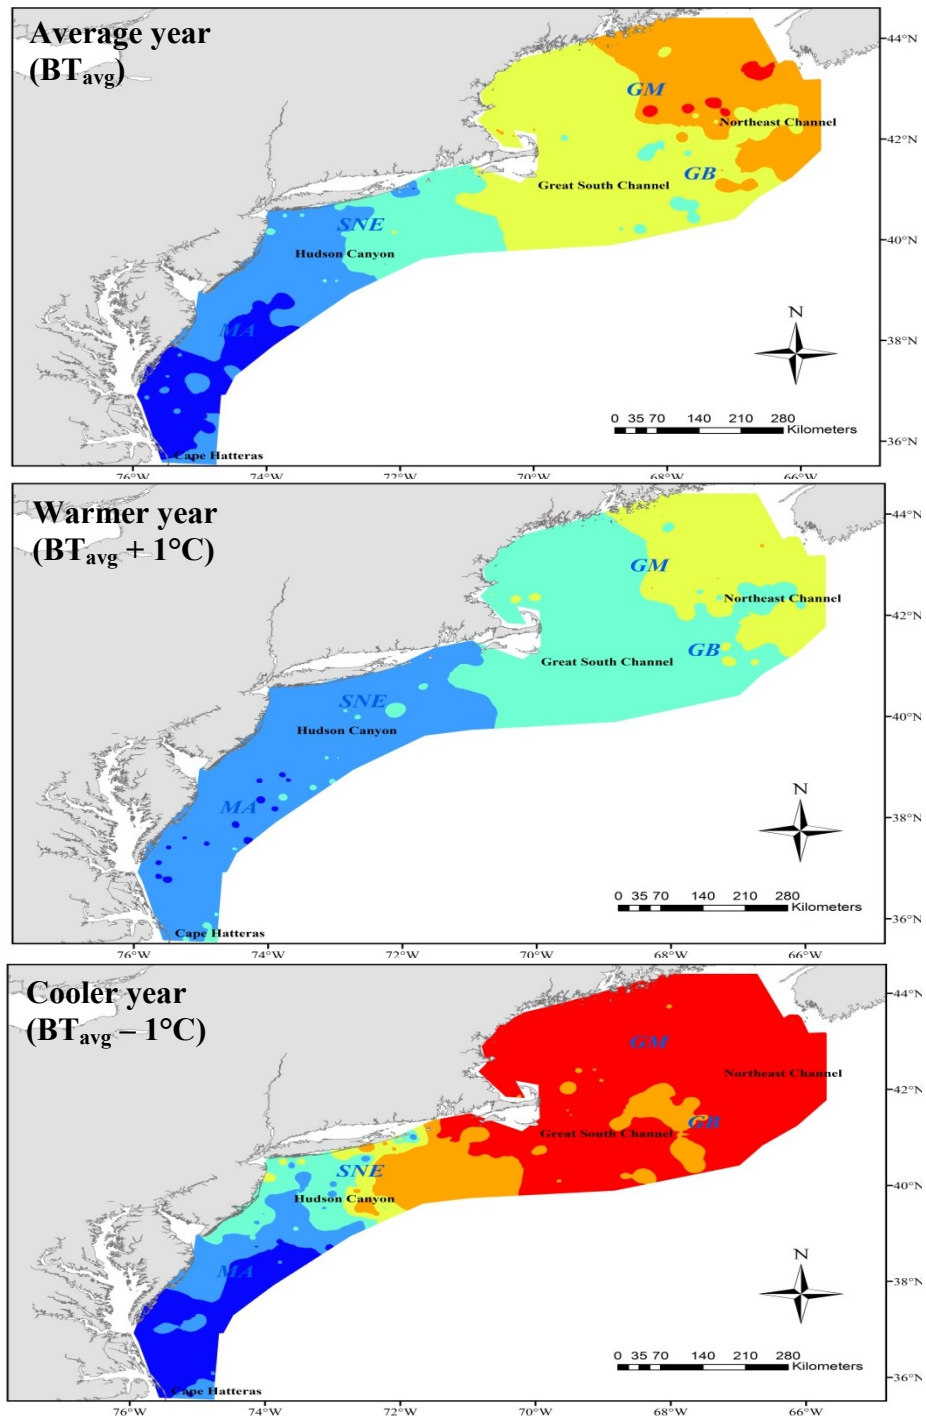 Average year
(BTavg)
44°N
GM
Northeast Channel
42°N
GB
Great South Channel
SNE
40°N
Hudson Canyon
N
MA
38°N
0 35 70 140 210 280
Kilometers
36°N
Cape Hatteras
76°W 74°W 72°W 70°W 68°W 66°W
Warmer year
(BTavg + 1°C)
44°N
GM
Northeast Channel
42°N
GB
Great South Channel
SNE
40°N
Hudson Canyon
N
MA
38°N
0 35 70 140 210 280
Kilometers
36°N
Cape Hatteras
76°W 74°W 72°W 70°W 68°W 66°W
Cooler year
(BTavg – 1°C)
44°N
GM
Northeast Channel
42°N
GB
Great South Channel
SNE
40°N
Hudson Canyon
N
MA
38°N
0 35 70 140 210 280
Kilometers
36°N
Cape Hatteras
76°W 74°W 72°W 70°W 68°W 66°W